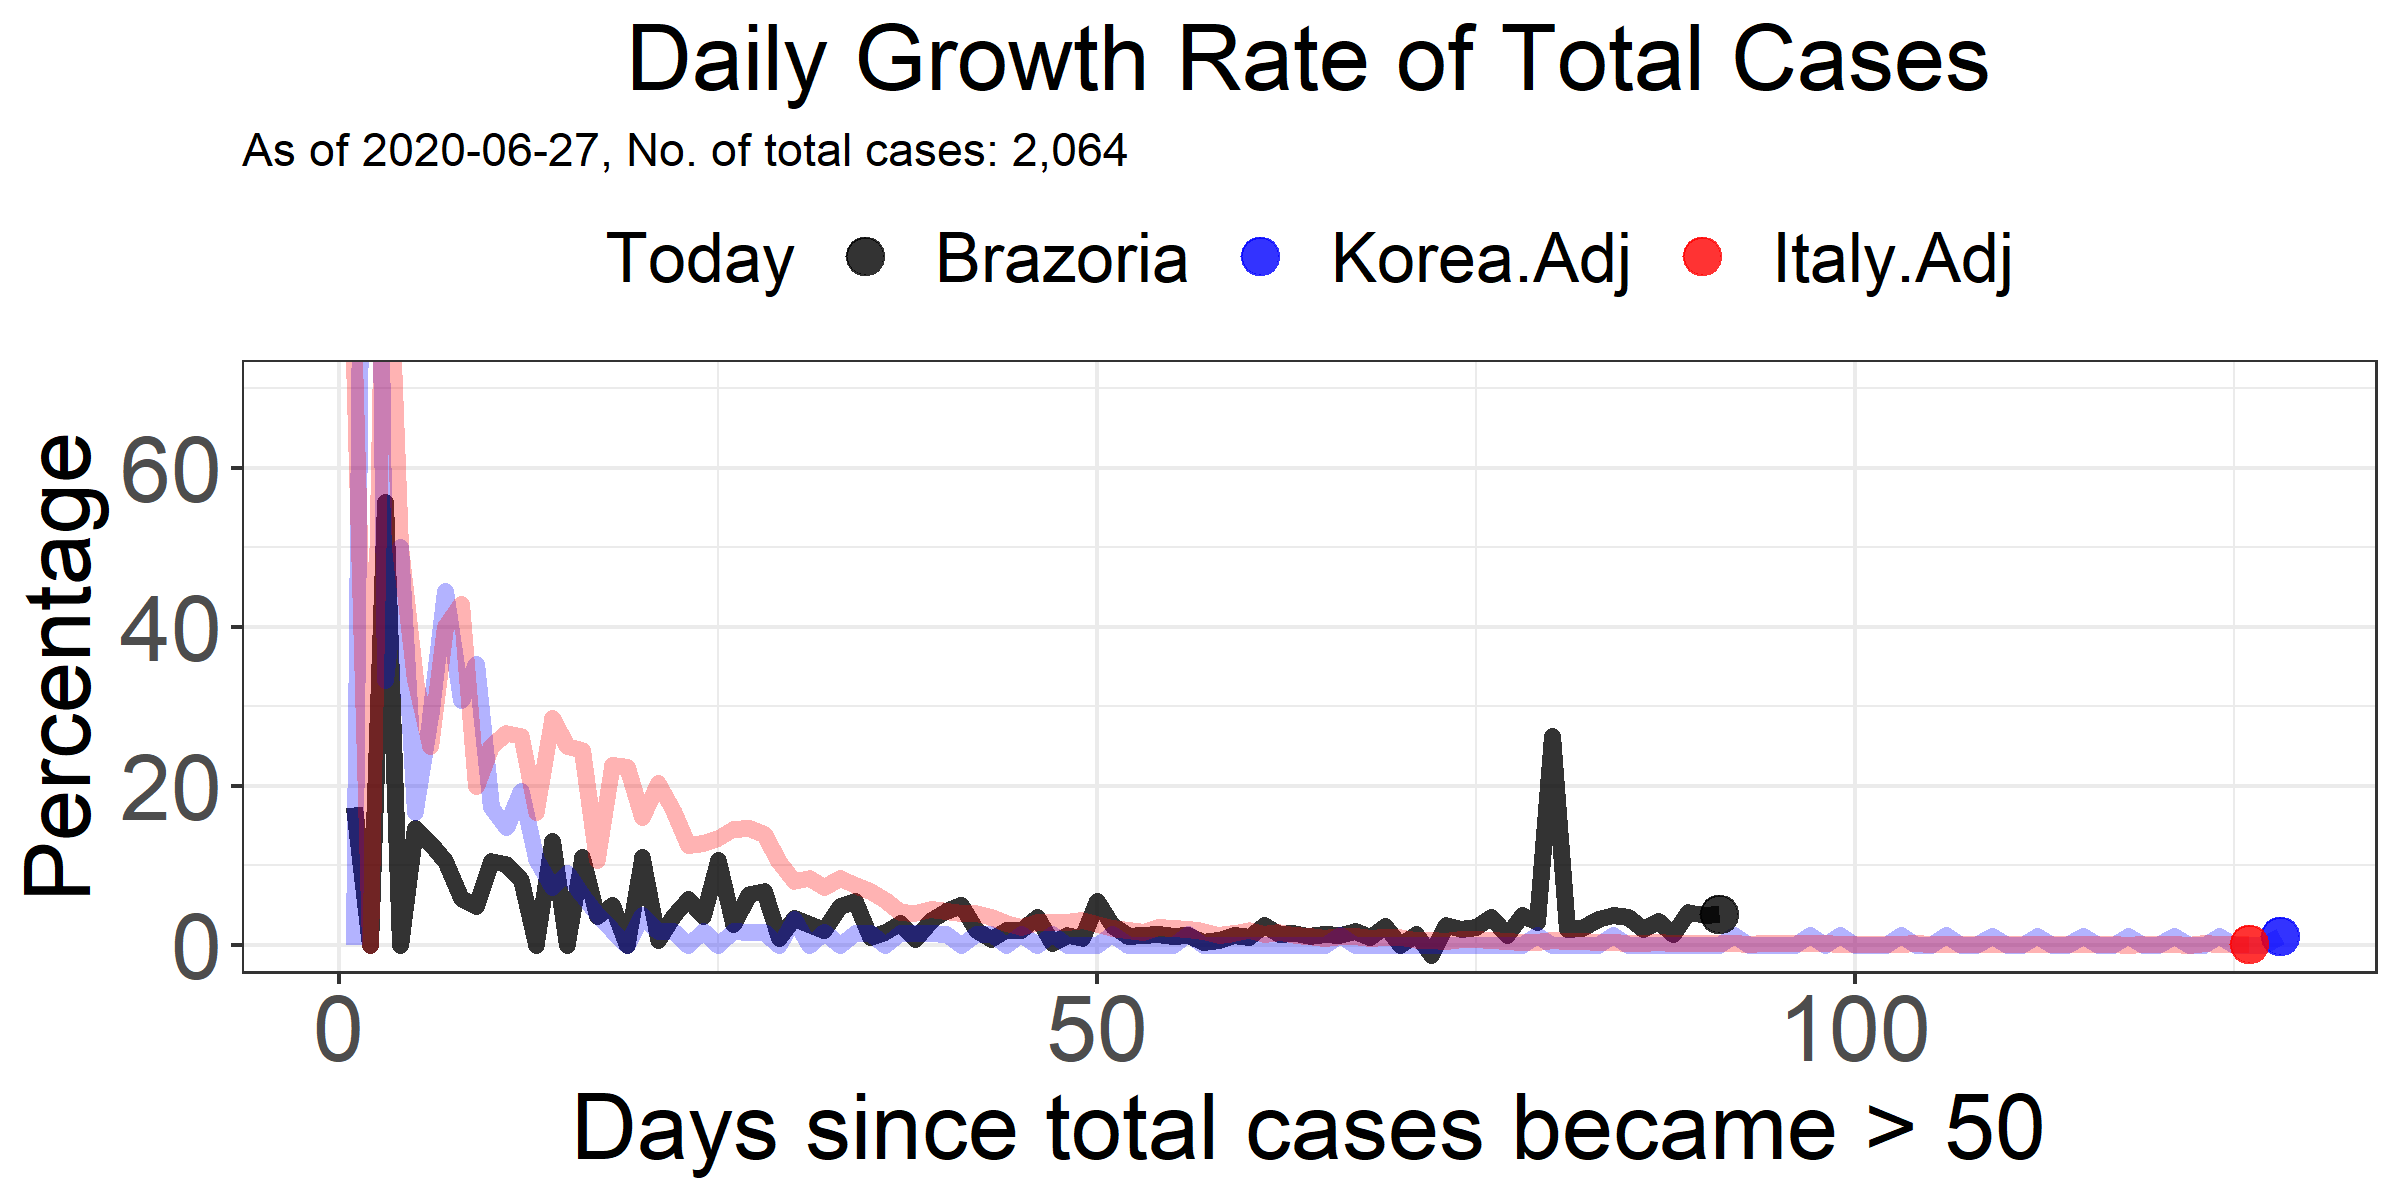 Daily Growth Rate of Total Cases
As of 2020-06-27, No. of total cases: 2,064
Today Brazoria Korea.Adj Italy.Adj
Percentage
60
40
20
0
0 50 100
Days since total cases became > 50